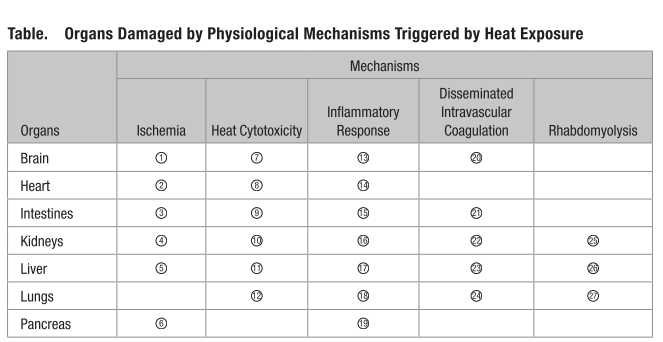 Table. Organs Damaged by Physiological Mechanisms Triggered by Heat Exposure
Mechanisms
Organs Ischemia Heat Cytotoxicity Inflammatory Response Disseminated Intravascular Coagulation Rhabdomyolysis
Brain ① ⑦ ⑬ ⑳
Heart ② ⑧ ⑭
Intestines ③ ⑨ ⑮ ㉑
Kidneys ④ ⑩ ⑯ ㉒ ㉕
Liver ⑤ ⑪ ⑰ ㉓ ㉖
Lungs ⑫ ⑱ ㉔ ㉗
Pancreas ⑥ ⑲